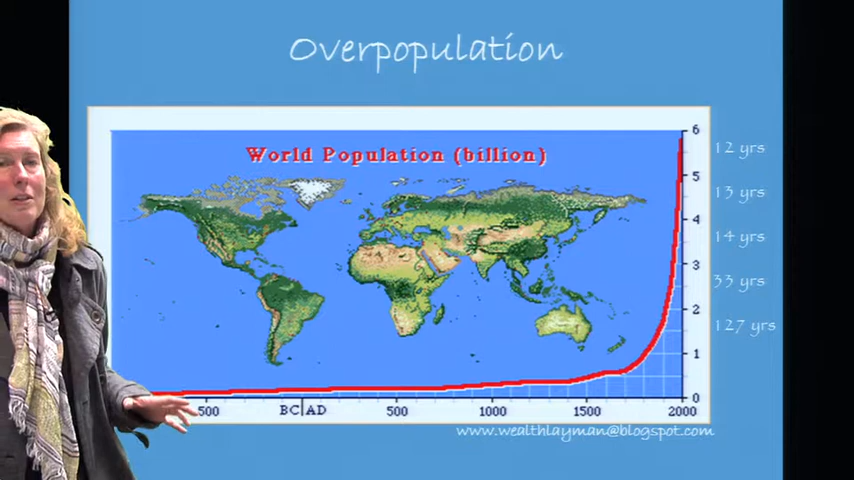 Overpopulation
World Population (billion)
6
12 yrs
5
13 yrs
4
14 yrs
3
33 yrs
2
127 yrs
1
0
500
BC|AD
500
1000
1500
2000
www.wealthlayman@blogspot.com